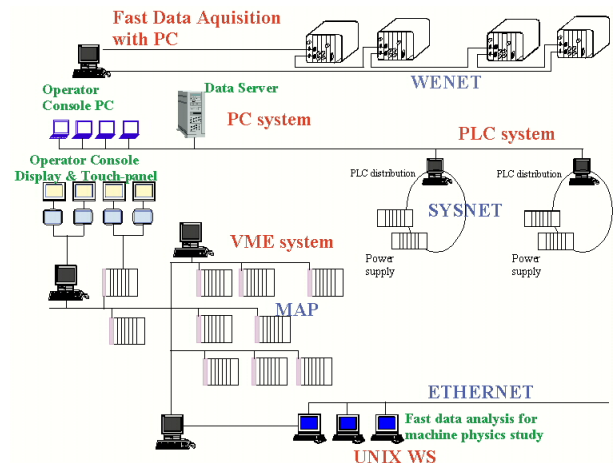 Fast Data Aquisition
with PC
WENET
Operator
Console PC
Data Server
PC system
PLC system
Operator Console
Display & Touch-panel
PLC distribution
PLC distribution
SYSNET
Power
supply
Power
supply
VME system
MAP
ETHERNET
Fast data analysis for
machine physics study
UNIX WS